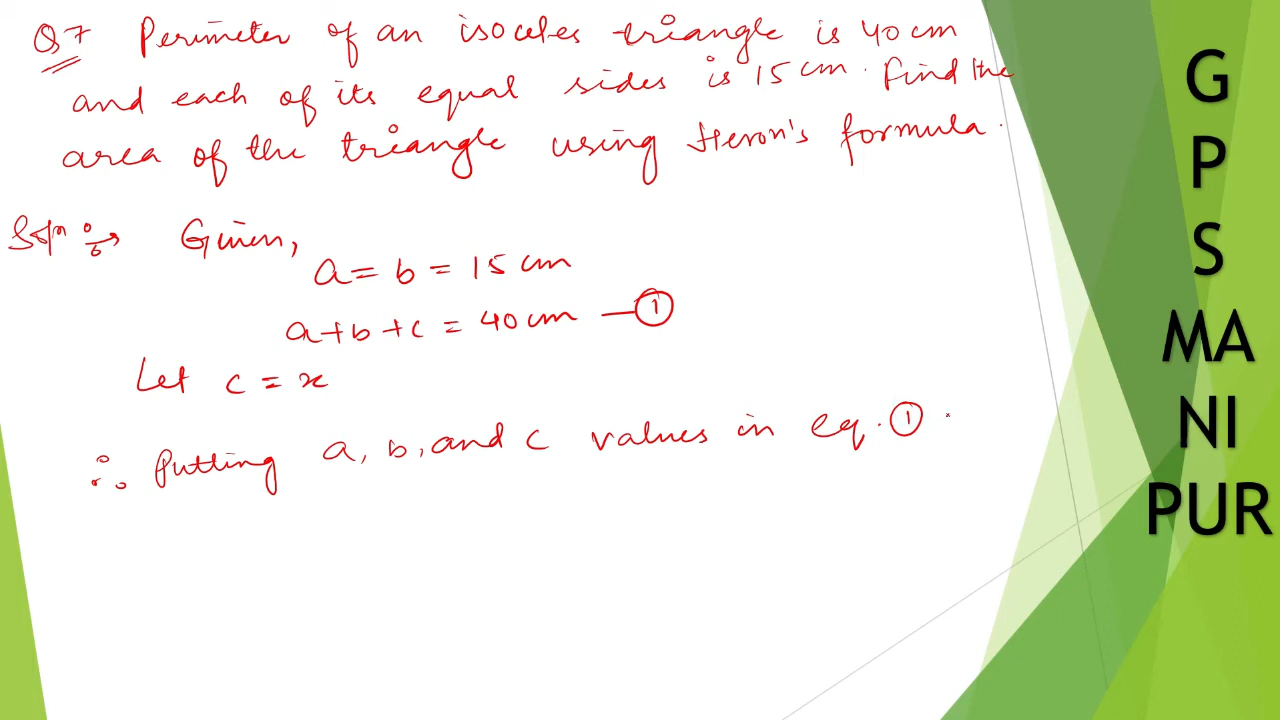 Q7 Perimeter of an isoceles triangle is 40 cm
and each of its equal sides is 15 cm. Find the
area of the triangle using Heron's formula.
Soln :→ Given,
a = b = 15 cm
a + b + c = 40 cm — ①
Let c = x
∴ Putting a, b, and c values in eq. ①
G
P
S
MA
NI
PUR